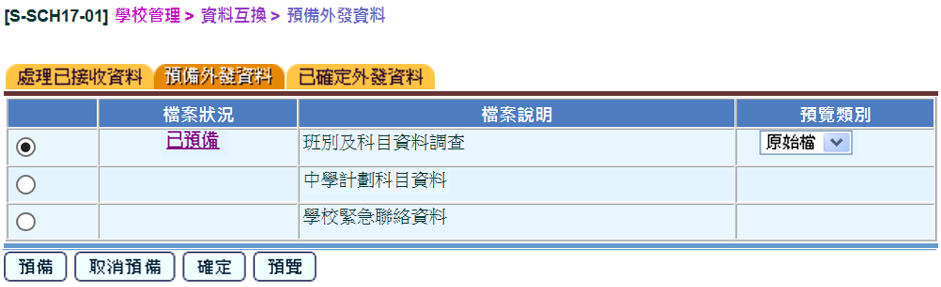 [S-SCH17-01] 學校管理 > 資料互換 > 預備外發資料
處理已接收資料 預備外發資料 已確定外發資料
檔案狀況 檔案說明 預覽類別
已預備 班別及科目資料調查 原始檔
中學計劃科目資料
學校緊急聯絡資料
預備 取消預備 確定 預覽